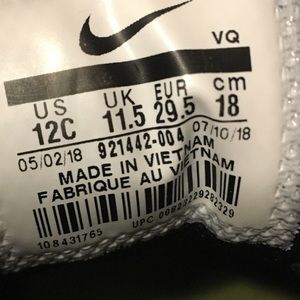 VQ
US UK EUR cm
12C 11.5 29.5 18
05/02/18 921442-004 07/10/18
MADE IN VIETNAM
FABRIQUE AU VIETNAM
108431765
UPC